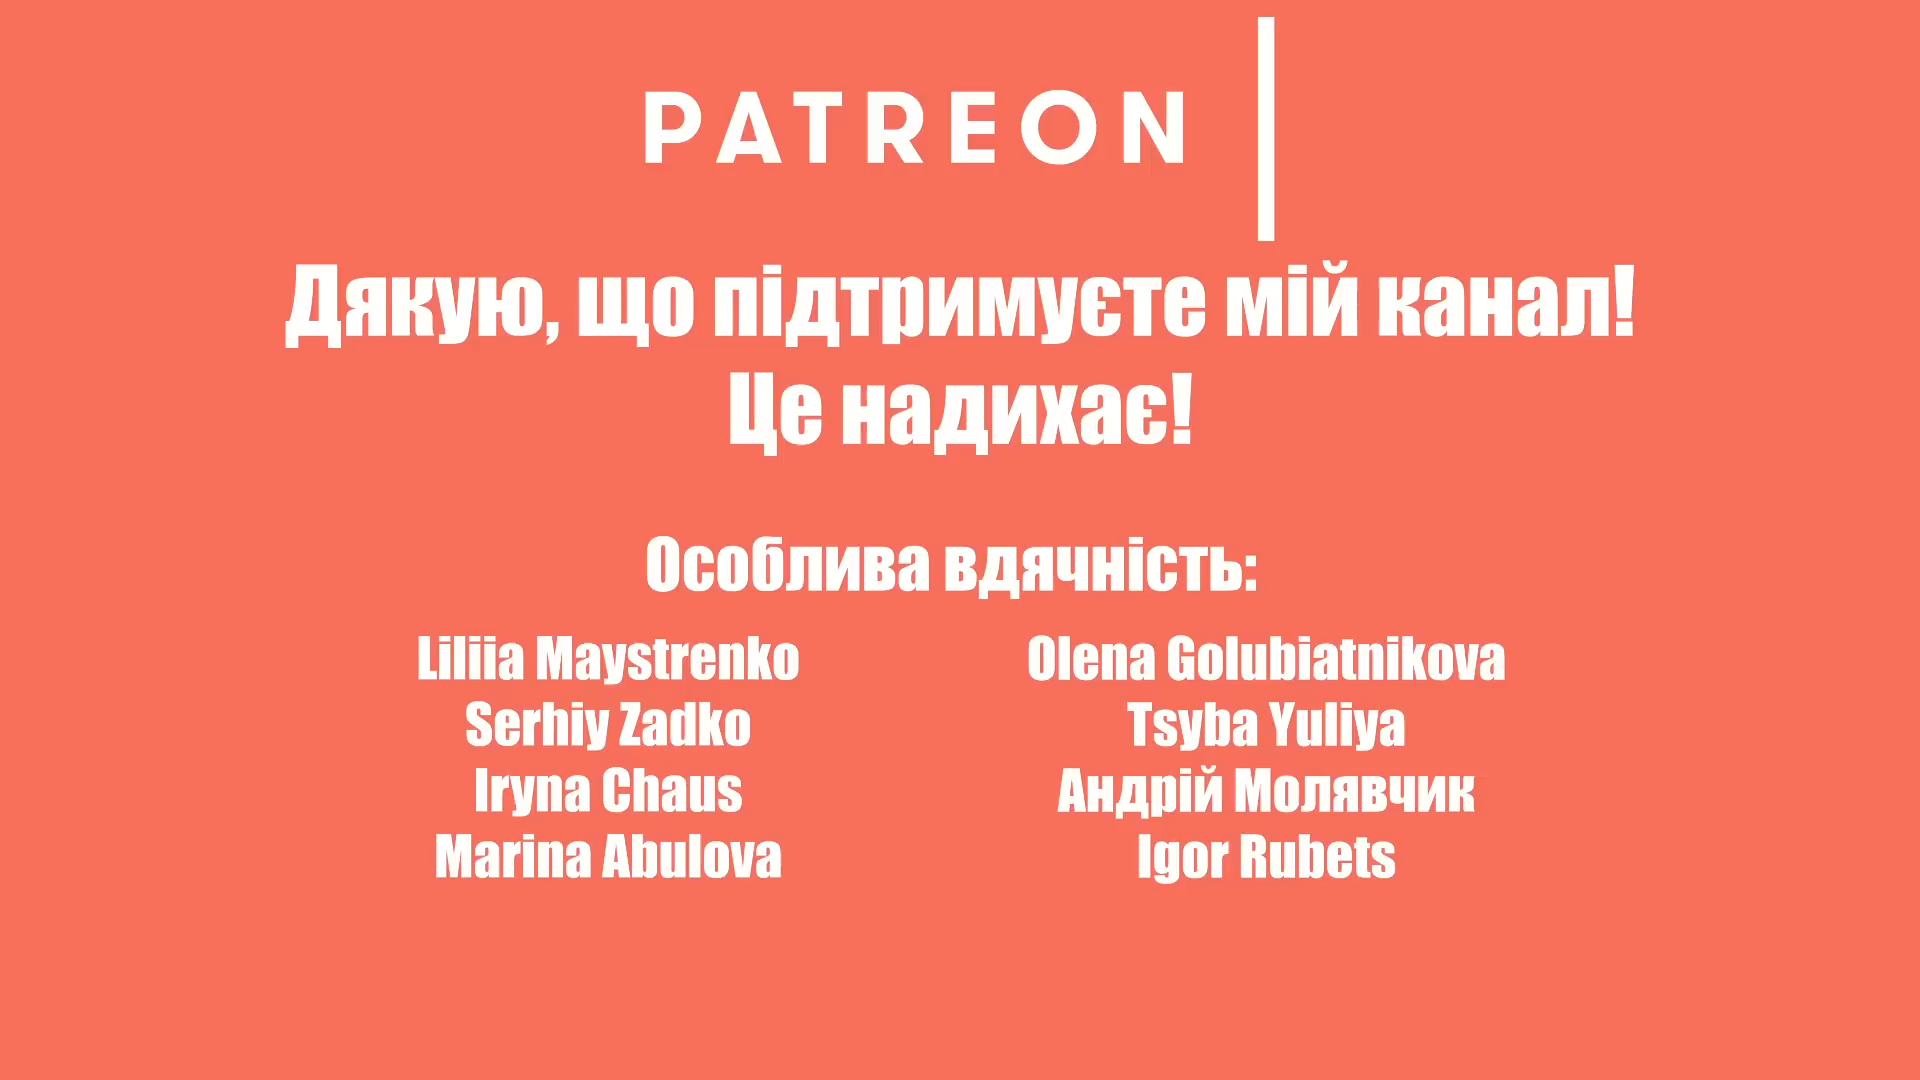 PATREON
Дякую, що підтримуєте мій канал!
Це надихає!
Особлива вдячність:
Liliia Maystrenko
Serhiy Zadko
Iryna Chaus
Marina Abulova
Olena Golubiatnikova
Tsyba Yuliya
Андрій Молявчик
Igor Rubets